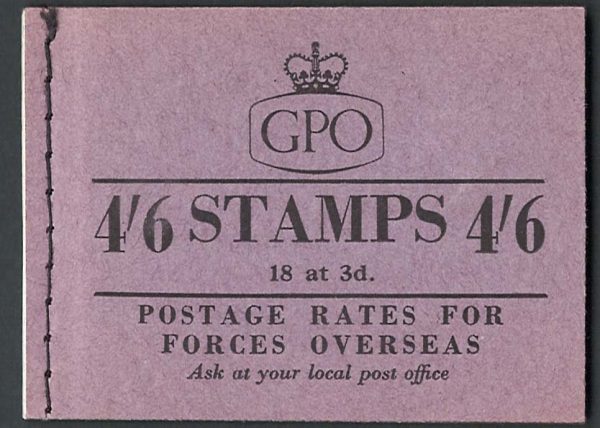 GPO
4'6 STAMPS 4'6
18 at 3d.
POSTAGE RATES FOR
FORCES OVERSEAS
Ask at your local post office